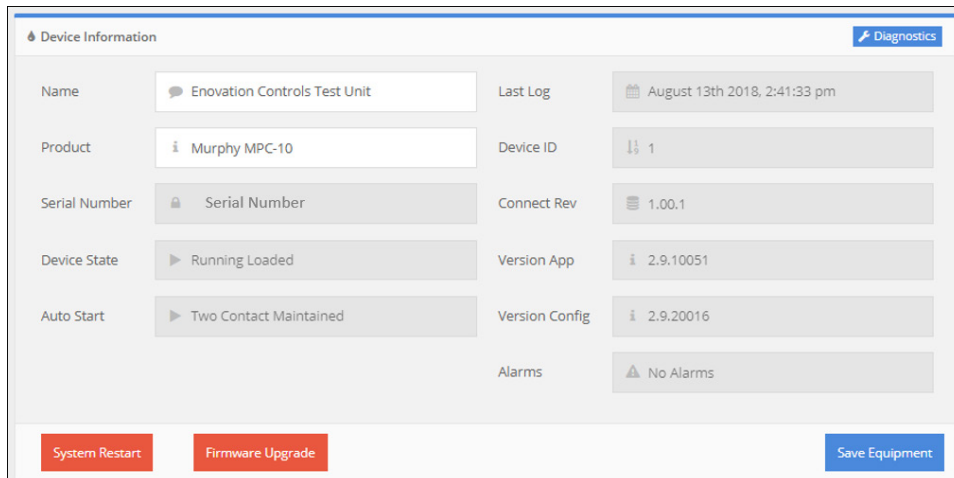 Device Information
Diagnostics
Name
Enovation Controls Test Unit
Last Log
August 13th 2018, 2:41:33 pm
Product
Murphy MPC-10
Device ID
1
Serial Number
Serial Number
Connect Rev
1.00.1
Device State
Running Loaded
Version App
2.9.10051
Auto Start
Two Contact Maintained
Version Config
2.9.20016
Alarms
No Alarms
System Restart
Firmware Upgrade
Save Equipment